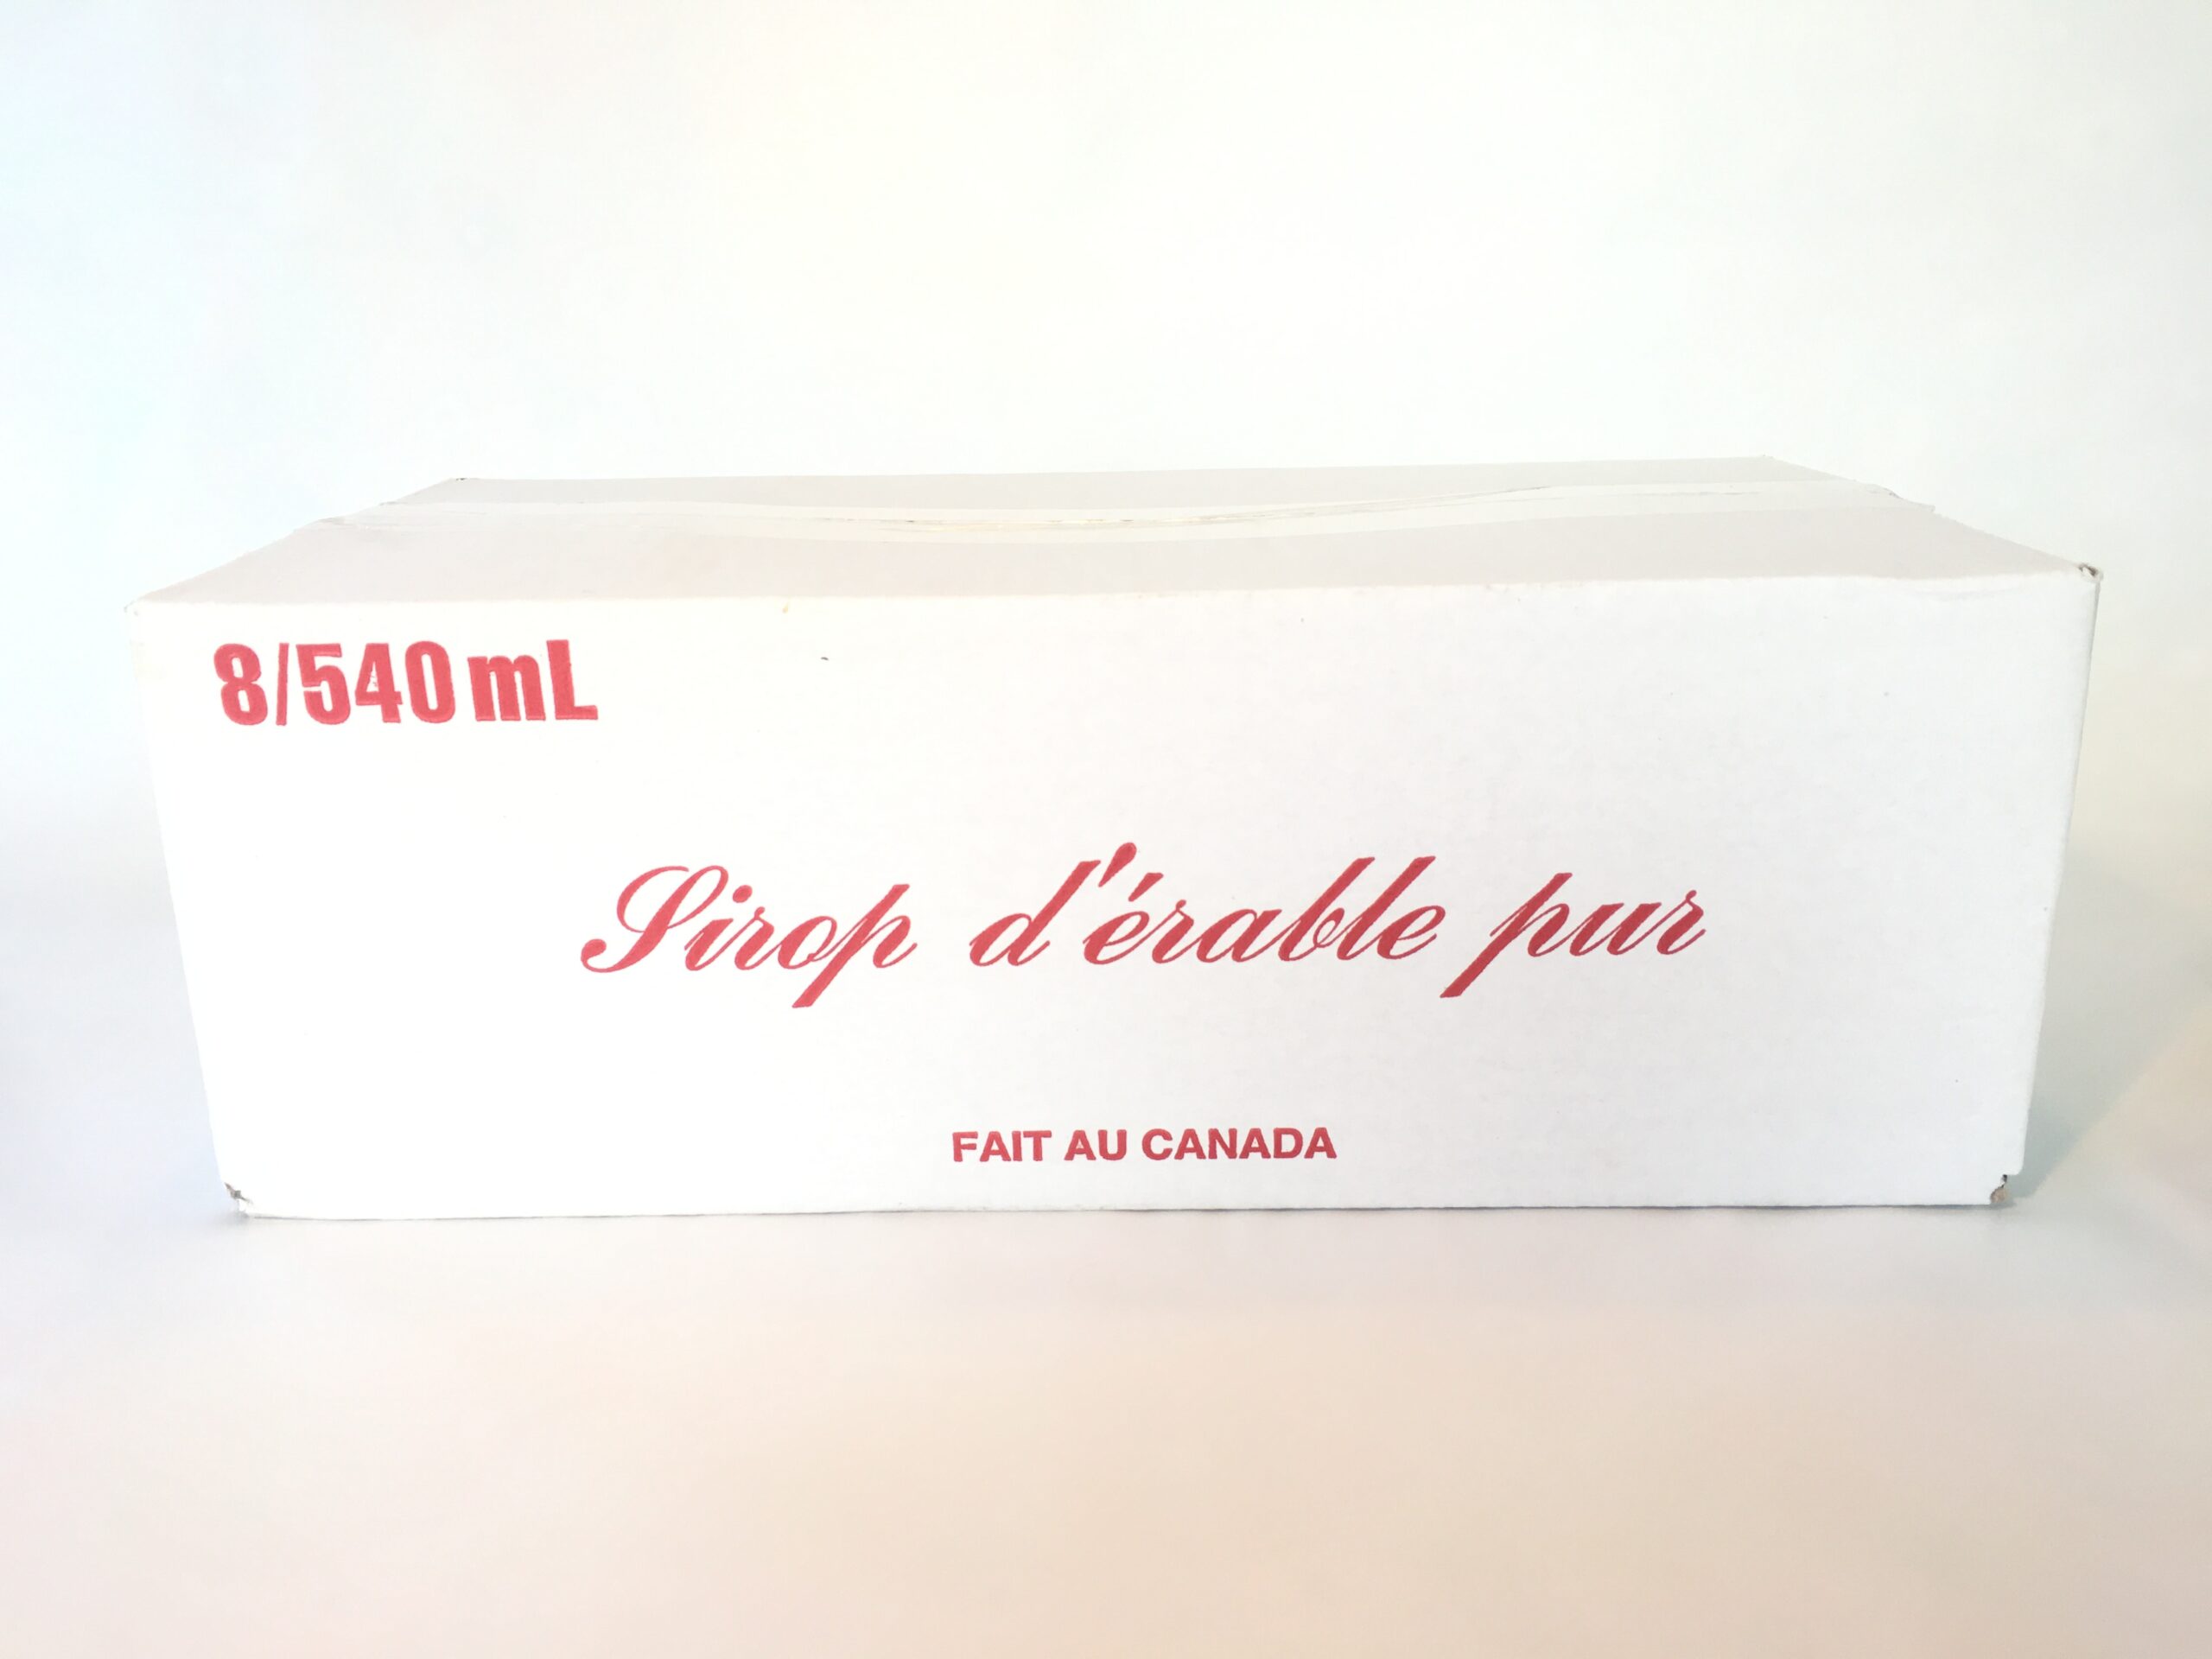 8/540 mL
Sirop d'érable pur
FAIT AU CANADA